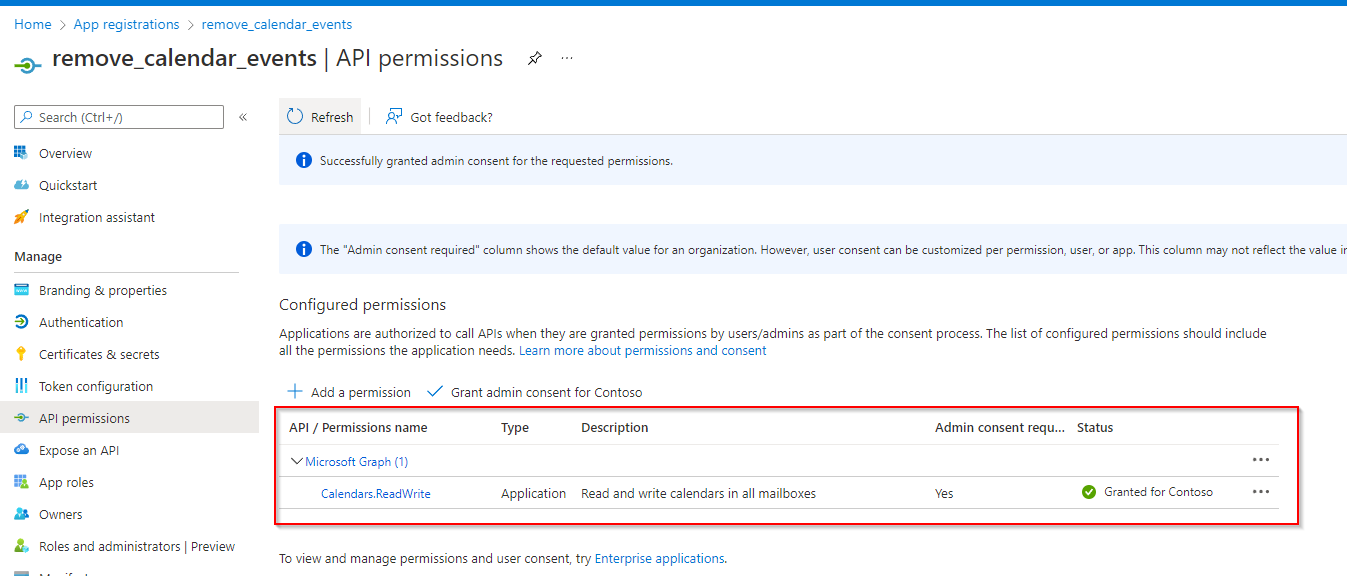 Home > App registrations > remove_calendar_events
remove_calendar_events | API permissions
...
Search (Ctrl+/)
«
Refresh
Got feedback?
Overview
Quickstart
Integration assistant
Manage
Branding & properties
Authentication
Certificates & secrets
Token configuration
API permissions
Expose an API
App roles
Owners
Roles and administrators | Preview
Successfully granted admin consent for the requested permissions.
The "Admin consent required" column shows the default value for an organization. However, user consent can be customized per permission, user, or app. This column may not reflect the value
Configured permissions
Applications are authorized to call APIs when they are granted permissions by users/admins as part of the consent process. The list of configured permissions should include
all the permissions the application needs. Learn more about permissions and consent
Add a permission
Grant admin consent for Contoso
API / Permissions name Type Description Admin consent requ... Status
Microsoft Graph (1) ...
Calendars.ReadWrite Application Read and write calendars in all mailboxes Yes Granted for Contoso ...
To view and manage permissions and user consent, try Enterprise applications.